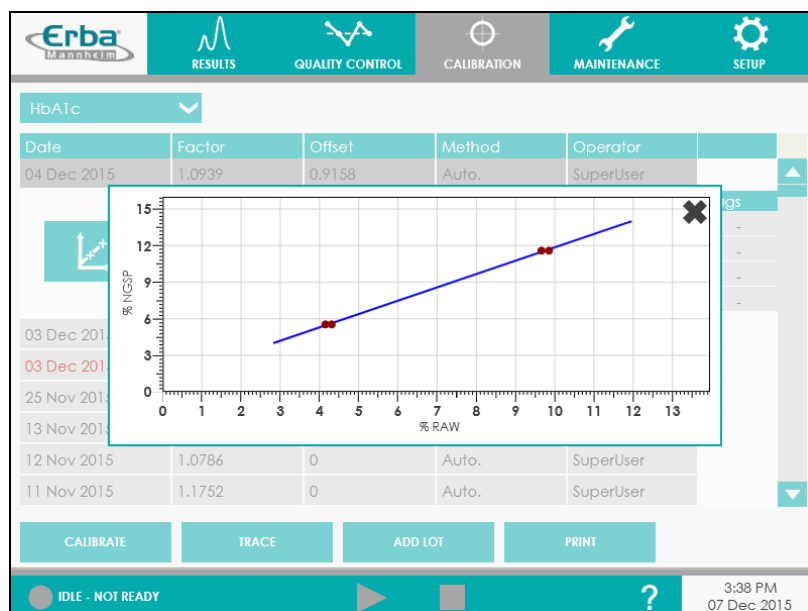 Erba
Mannheim
RESULTS
QUALITY CONTROL
CALIBRATION
MAINTENANCE
SETUP
HbA1c
Date Factor Offset Method Operator
04 Dec 2015 1.0939 0.9158 Auto. SuperUser
gs
15
12
9
6
3
0
% NGSP
0 1 2 3 4 5 6 7 8 9 10 11 12 13
% RAW
-
-
-
-
03 Dec 201
03 Dec 201
25 Nov 2015
13 Nov 2015
12 Nov 2015 1.0786 0 Auto. SuperUser
11 Nov 2015 1.1752 0 Auto. SuperUser
CALIBRATE TRACE ADD LOT PRINT
IDLE - NOT READY
?
3:38 PM
07 Dec 2015